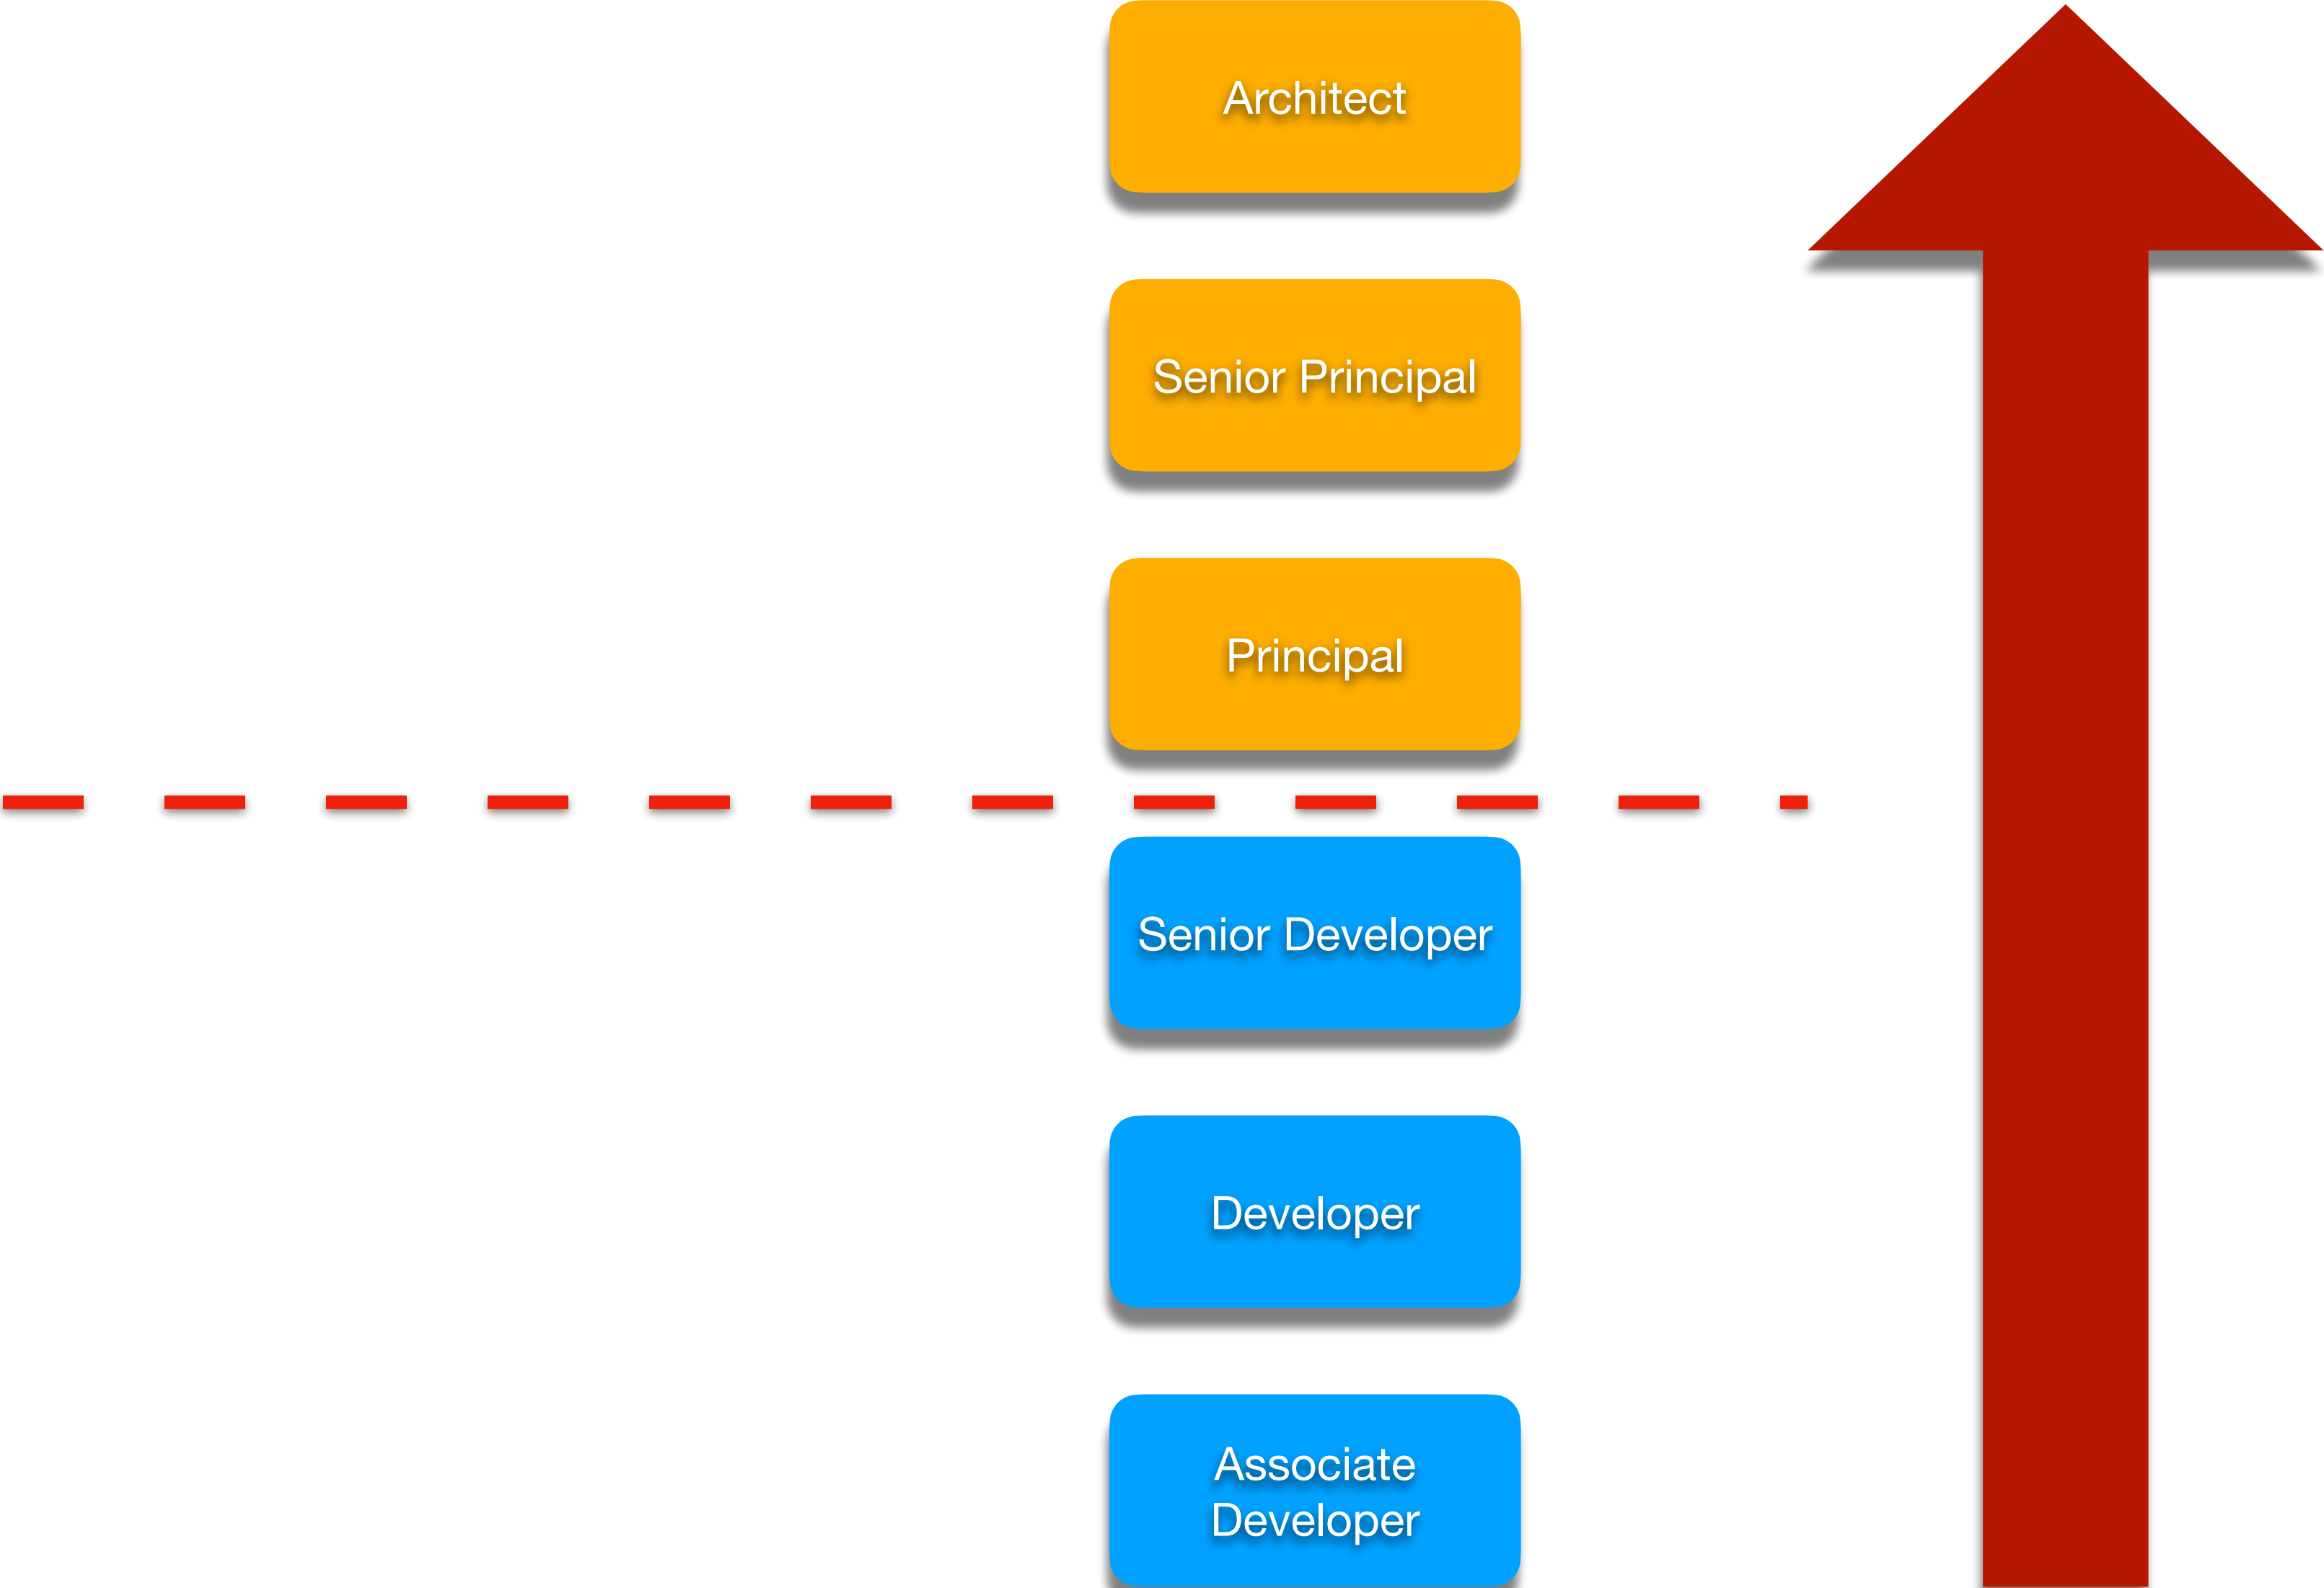 Architect
Senior Principal
Principal
Senior Developer
Developer
Associate
Developer